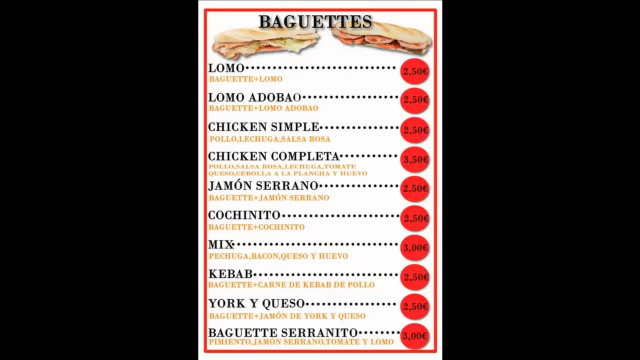 BAGUETTES
LOMO 2,50€
BAGUETTE+LOMO
LOMO ADOBAO 2,50€
BAGUETTE+LOMO ADOBAO
CHICKEN SIMPLE 2,50€
POLLO,LECHUGA,SALSA ROSA
CHICKEN COMPLETA 3,50€
POLLO,SALSA ROSA,LECHUGA,TOMATE
QUESO,CEBOLLA A LA PLANCHA Y HUEVO
JAMÓN SERRANO 2,50€
BAGUETTE+JAMÓN SERRANO
COCHINITO 2,50€
BAGUETTE+COCHINITO
MIX 3,00€
PECHUGA,BACON,QUESO Y HUEVO
KEBAB 2,50€
BAGUETTE+CARNE DE KEBAB DE POLLO
YORK Y QUESO 2,50€
BAGUETTE+JAMÓN DE YORK Y QUESO
BAGUETTE SERRANITO 3,00€
PIMIENTO,JAMÓN SERRANO,TOMATE Y LOMO